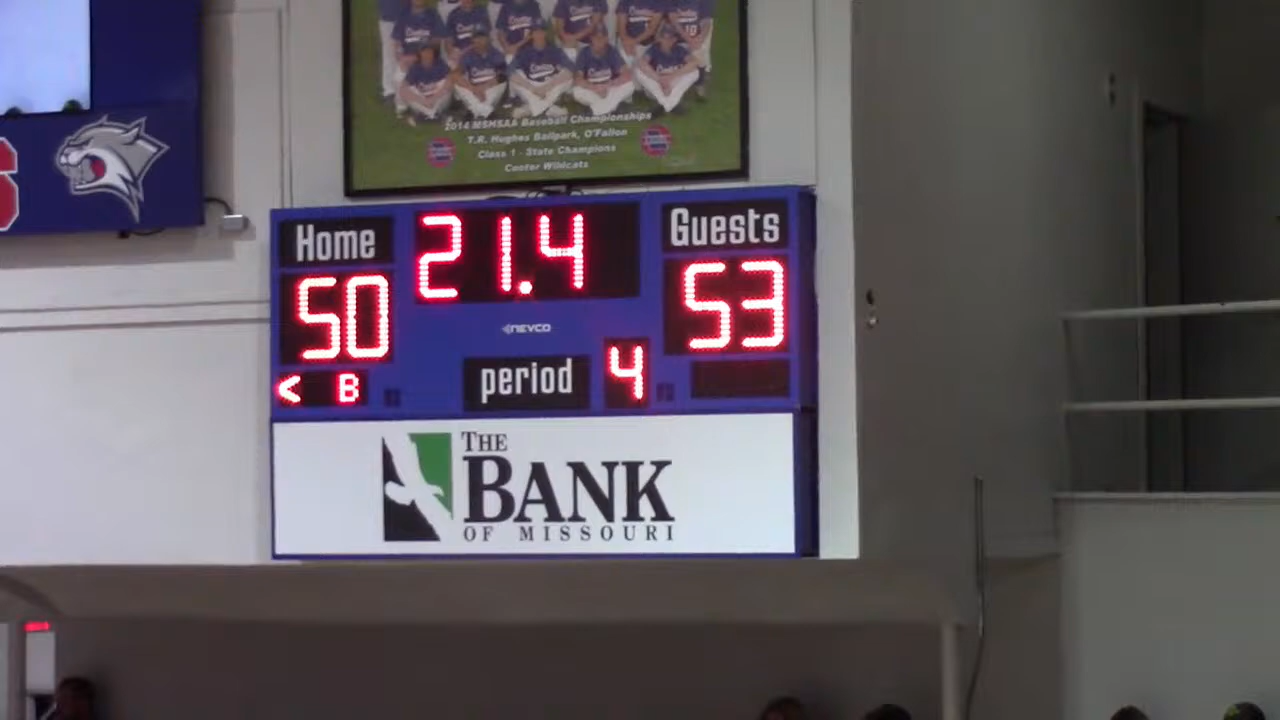 2014 MSHSAA Baseball Championships
T.R. Hughes Ballpark, O'Fallon
Class 1 - State Champions
Center Wildcats
Home
21.4
Guests
50
53
NEVCO
< B
period
4
THE
BANK
OF MISSOURI